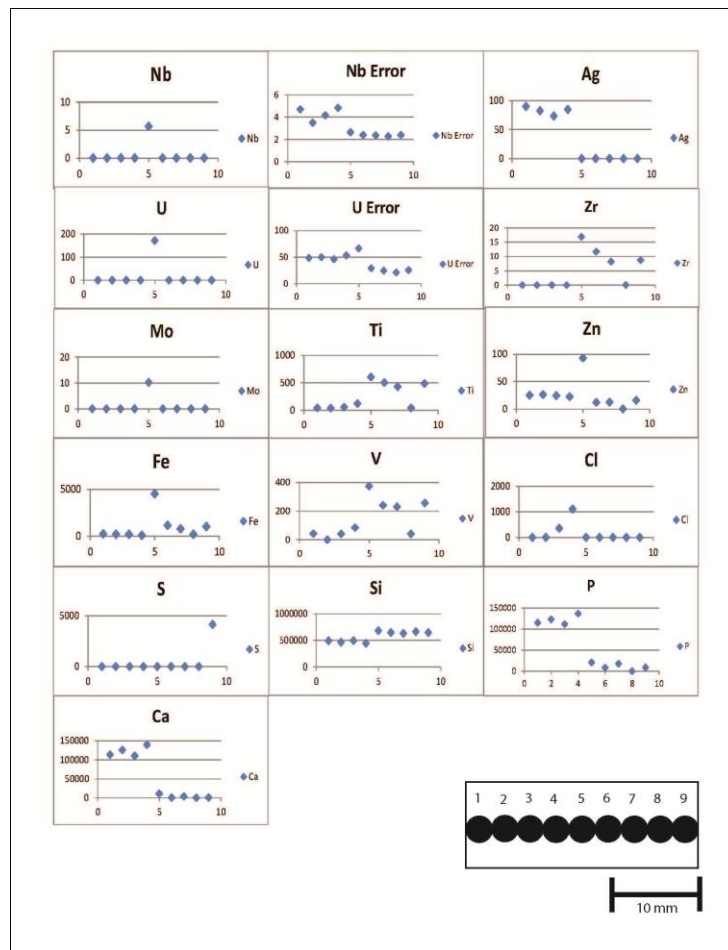 Nb
10
5
0
0 5 10
Nb
Nb Error
6
4
2
0
0 5 10
Nb Error
Ag
100
50
0
0 5 10
Ag
U
200
100
0
0 5 10
U
U Error
100
50
0
0 5 10
U Error
Zr
20
15
10
5
0
0 5 10
Zr
Mo
20
10
0
0 5 10
Mo
Ti
1000
500
0
0 5 10
Ti
Zn
100
50
0
0 5 10
Zn
Fe
5000
0
0 5 10
Fe
V
400
200
0
0 5 10
V
Cl
2000
1000
0
0 5 10
Cl
S
5000
0
0 5 10
S
Si
1000000
500000
0
0 5 10
Si
P
150000
100000
50000
0
0 2 4 6 8 10
P
Ca
150000
100000
50000
0
0 5 10
Ca
1 2 3 4 5 6 7 8 9
10 mm